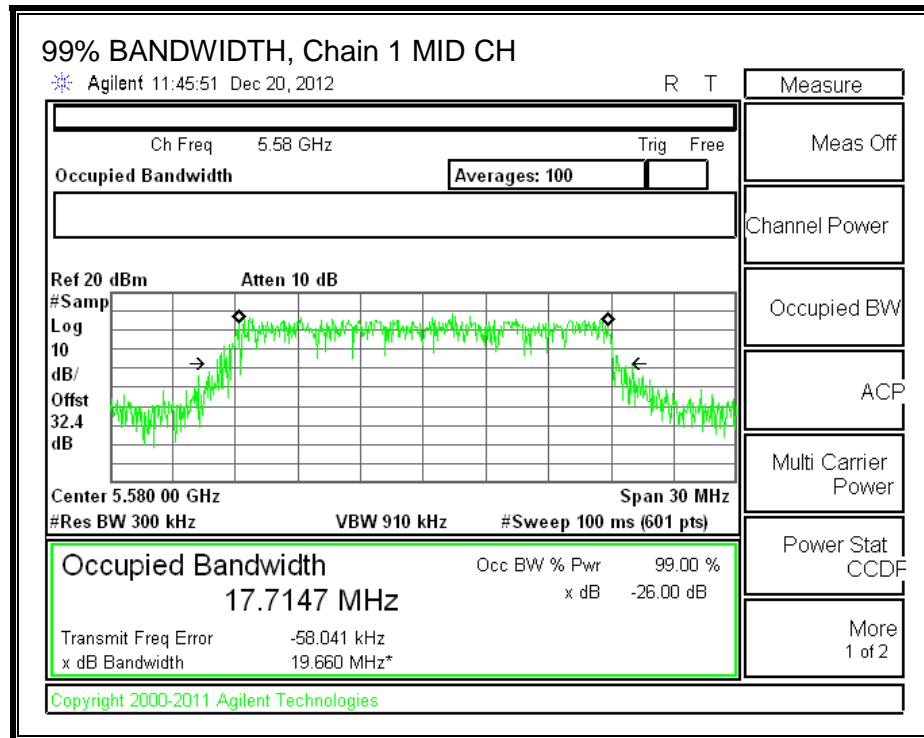 99% BANDWIDTH, Chain 1 MID CH
Agilent 11:45:51 Dec 20, 2012 R T
Measure
Ch Freq 5.58 GHz Trig Free
Meas Off
Occupied Bandwidth Averages: 100
Channel Power
Ref 20 dBm Atten 10 dB
#Samp
Log
10
dB/
Offst
32.4
dB
Occupied BW
ACP
Multi Carrier
Power
Center 5.580 00 GHz Span 30 MHz
#Res BW 300 kHz VBW 910 kHz #Sweep 100 ms (601 pts)
Occupied Bandwidth Occ BW % Pwr 99.00 %
17.7147 MHz x dB -26.00 dB
Transmit Freq Error -58.041 kHz
x dB Bandwidth 19.660 MHz*
Power Stat
CCDF
More
1 of 2
Copyright 2000-2011 Agilent Technologies